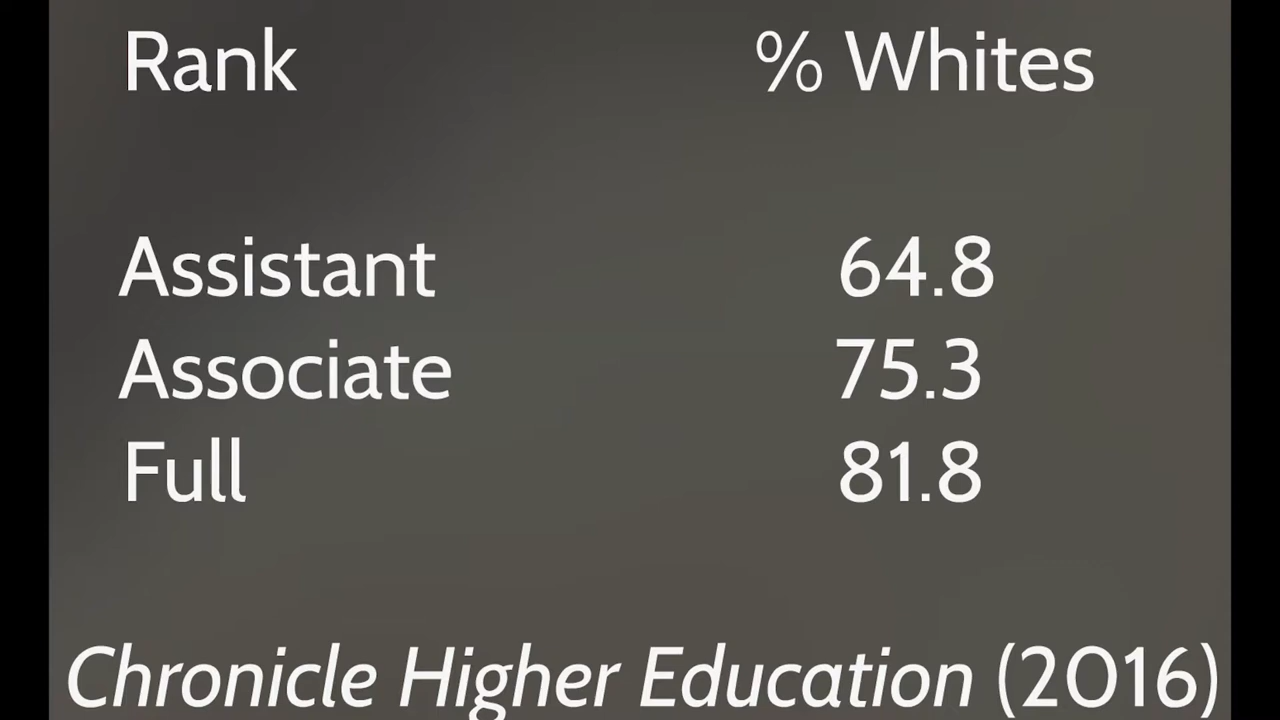 Rank % Whites
Assistant 64.8
Associate 75.3
Full 81.8
Chronicle Higher Education (2016)